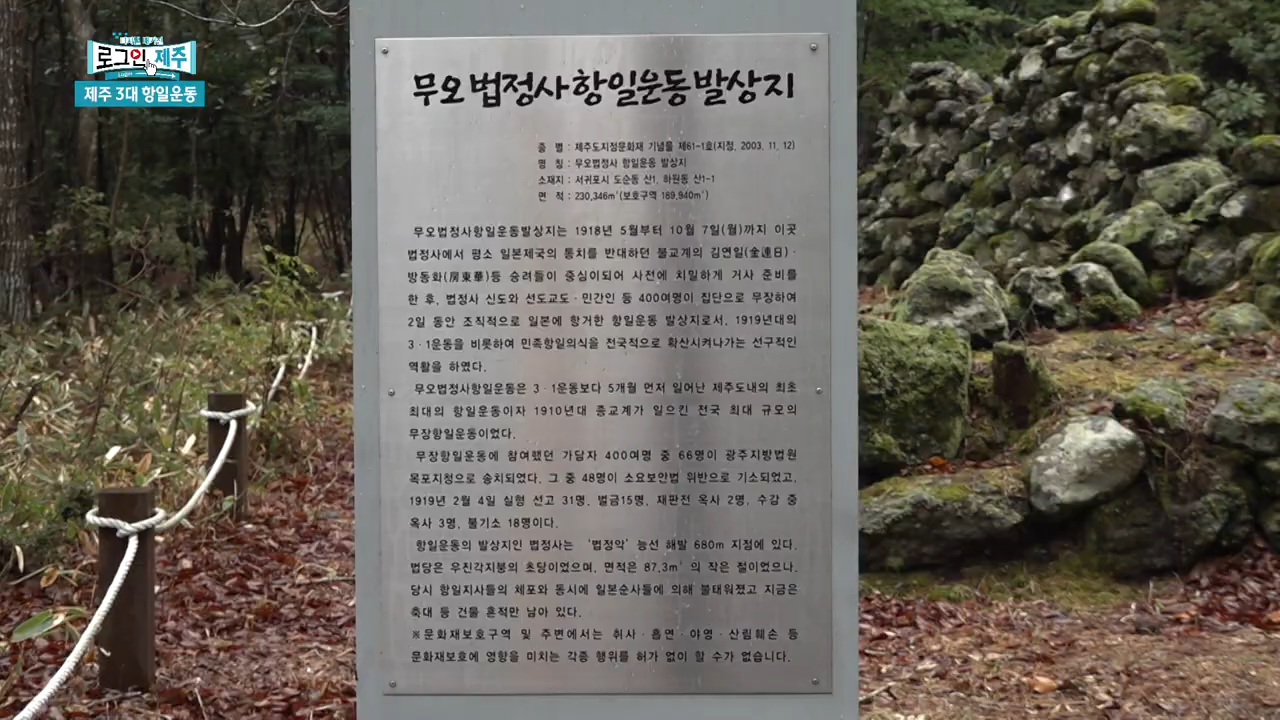 로그인 제주
제주 3대 항일운동
무오법정사항일운동발상지
종 별 : 제주도지정문화재 기념물 제61-1호(지정, 2003. 11. 12)
명 칭 : 무오법정사 항일운동 발상지
소재지 : 서귀포시 도순동 산1, 하원동 산1-1
면 적 : 230,346㎡(보호구역 189,940㎡)
무오법정사항일운동발상지는 1918년 5월부터 10월 7일(월)까지 이곳
법정사에서 평소 일본제국의 통치를 반대하던 불교계의 김연일(金連日)·
방동화(房東華)등 승려들이 중심이되어 사전에 치밀하게 거사 준비를
한 후, 법정사 신도와 선도교도·민간인 등 400여명이 집단으로 무장하여
2일 동안 조직적으로 일본에 항거한 항일운동 발상지로서, 1919년대의
3·1운동을 비롯하여 민족항일의식을 전국적으로 확산시켜나가는 선구적인
역활을 하였다.
무오법정사항일운동은 3·1운동보다 5개월 먼저 일어난 제주도내의 최초
최대의 항일운동이자 1910년대 종교계가 일으킨 전국 최대 규모의
무장항일운동이었다.
무장항일운동에 참여했던 가담자 400여명 중 66명이 광주지방법원
목포지청으로 송치되였다. 그 중 48명이 소요보안법 위반으로 기소되었고,
1919년 2월 4일 실형 선고 31명, 벌금15명, 재판전 옥사 2명, 수감 중
옥사 3명, 불기소 18명이다.
항일운동의 발상지인 법정사는 '법정악' 능선 해발 680m 지점에 있다.
법당은 우진각지붕의 초당이었으며, 면적은 87.3㎡의 작은 절이었으나,
당시 항일지사들의 체포와 동시에 일본순사들에 의해 불태워졌고 지금은
축대 등 건물 흔적만 남아 있다.
※문화재보호구역 및 주변에서는 취사·흡연·야영·산림훼손 등
문화재보호에 영향을 미치는 각종 행위를 허가 없이 할 수가 없습니다.